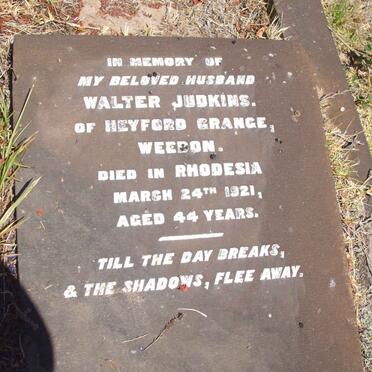 IN MEMORY OF
MY BELOVED HUSBAND
WALTER JUDKINS.
OF HEYFORD GRANGE,
WEEDON.
DIED IN RHODESIA
MARCH 24TH 1921,
AGED 44 YEARS.
TILL THE DAY BREAKS,
& THE SHADOWS, FLEE AWAY.